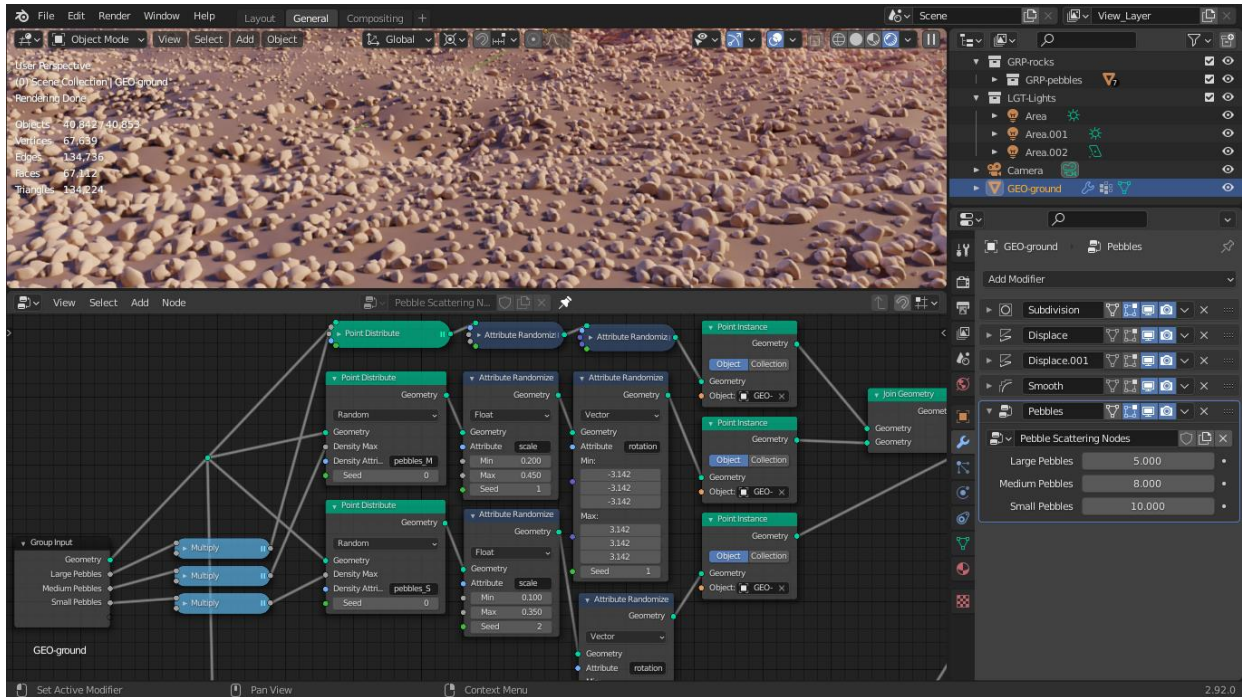 File Edit Render Window Help Layout General Compositing + Scene View_Layer
Object Mode View Select Add Object Global
User Perspective
(0) Scene Collection | GEO-ground
Rendering Done
Objects 40,842/40,853
Vertices 67,639
Edges 134,736
Faces 67,112
Triangles 134,224
GRP-rocks
GRP-pebbles 7
LGT-Lights
Area
Area.001
Area.002
Camera
GEO-ground
GEO-ground Pebbles
Add Modifier
Subdivision
Displace
Displace.001
Smooth
Pebbles
Pebble Scattering Nodes
Large Pebbles 5.000
Medium Pebbles 8.000
Small Pebbles 10.000
View Select Add Node Pebble Scattering N...
Point Distribute
Attribute Randomiz
Attribute Randomiz
Point Instance
Geometry
Object Collection
Geometry
Object: GEO-
Point Distribute
Geometry
Random
Geometry
Density Max
Density Attri... pebbles_M
Seed 0
Attribute Randomize
Geometry
Float
Geometry
Attribute scale
Min 0.200
Max 0.450
Seed 1
Attribute Randomize
Geometry
Vector
Geometry
Attribute rotation
Min:
-3.142
-3.142
-3.142
Max:
3.142
3.142
3.142
Seed 1
Point Instance
Geometry
Object Collection
Geometry
Object: GEO-
Join Geometry
Geomet
Geometry
Geometry
Point Distribute
Geometry
Random
Geometry
Density Max
Density Attri... pebbles_S
Seed 0
Attribute Randomize
Geometry
Float
Geometry
Attribute scale
Min 0.100
Max 0.350
Seed 2
Point Instance
Geometry
Object Collection
Geometry
Object: GEO-
Attribute Randomize
Geometry
Vector
Geometry
Attribute rotation
Group Input
Geometry
Large Pebbles
Medium Pebbles
Small Pebbles
Multiply
Multiply
Multiply
GEO-ground
Set Active Modifier Pan View Context Menu 2.92.0